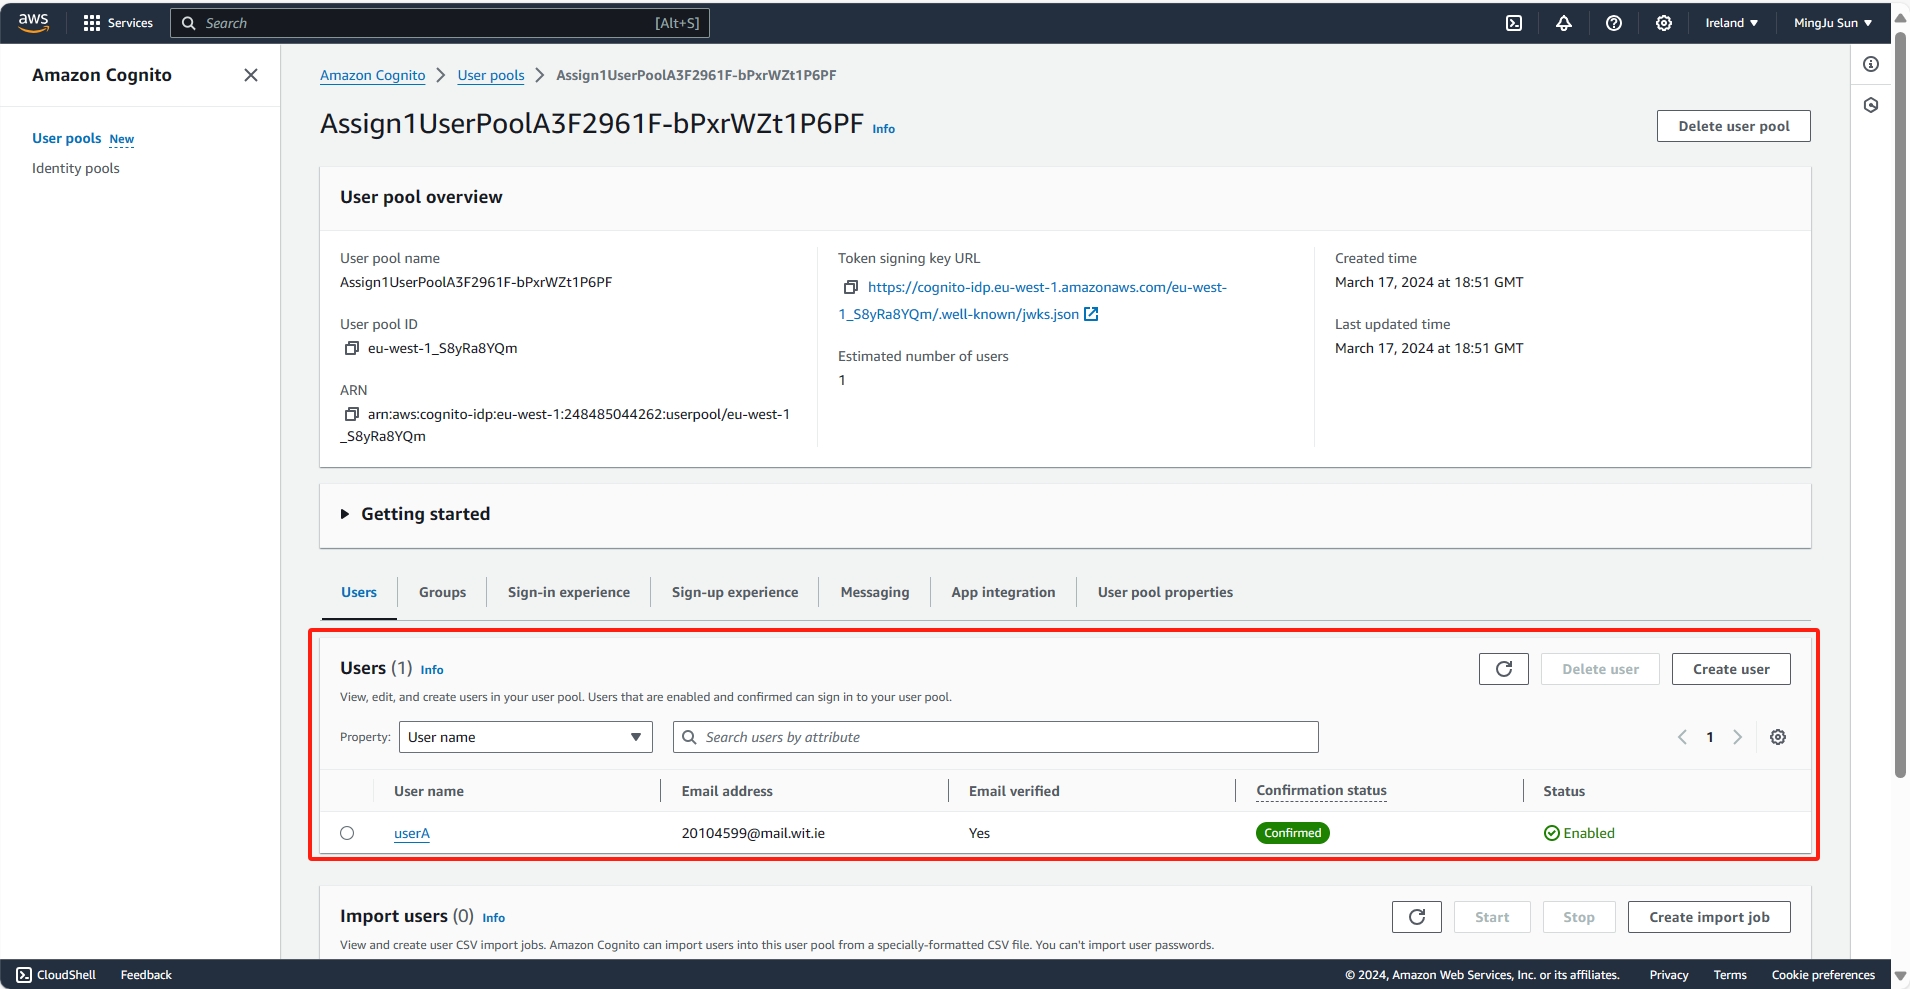 aws
Services
Search
[Alt+S]
Ireland
MingJu Sun
Amazon Cognito
User pools New
Identity pools
Amazon Cognito > User pools > Assign1UserPoolA3F2961F-bPxrWZt1P6PF
Assign1UserPoolA3F2961F-bPxrWZt1P6PF Info
Delete user pool
User pool overview
User pool name
Assign1UserPoolA3F2961F-bPxrWZt1P6PF
User pool ID
eu-west-1_S8yRa8YQm
ARN
arn:aws:cognito-idp:eu-west-1:248485044262:userpool/eu-west-1
_S8yRa8YQm
Token signing key URL
https://cognito-idp.eu-west-1.amazonaws.com/eu-west-
1_S8yRa8YQm/.well-known/jwks.json
Estimated number of users
1
Created time
March 17, 2024 at 18:51 GMT
Last updated time
March 17, 2024 at 18:51 GMT
Getting started
Users
Groups
Sign-in experience
Sign-up experience
Messaging
App integration
User pool properties
Users (1) Info
Delete user
Create user
View, edit, and create users in your user pool. Users that are enabled and confirmed can sign in to your user pool.
Property:
User name
Search users by attribute
1
User name
Email address
Email verified
Confirmation status
Status
userA
20104599@mail.wit.ie
Yes
Confirmed
Enabled
Import users (0) Info
Start
Stop
Create import job
View and create user CSV import jobs. Amazon Cognito can import users into this user pool from a specially-formatted CSV file. You can't import user passwords.
CloudShell
Feedback
© 2024, Amazon Web Services, Inc. or its affiliates.
Privacy
Terms
Cookie preferences